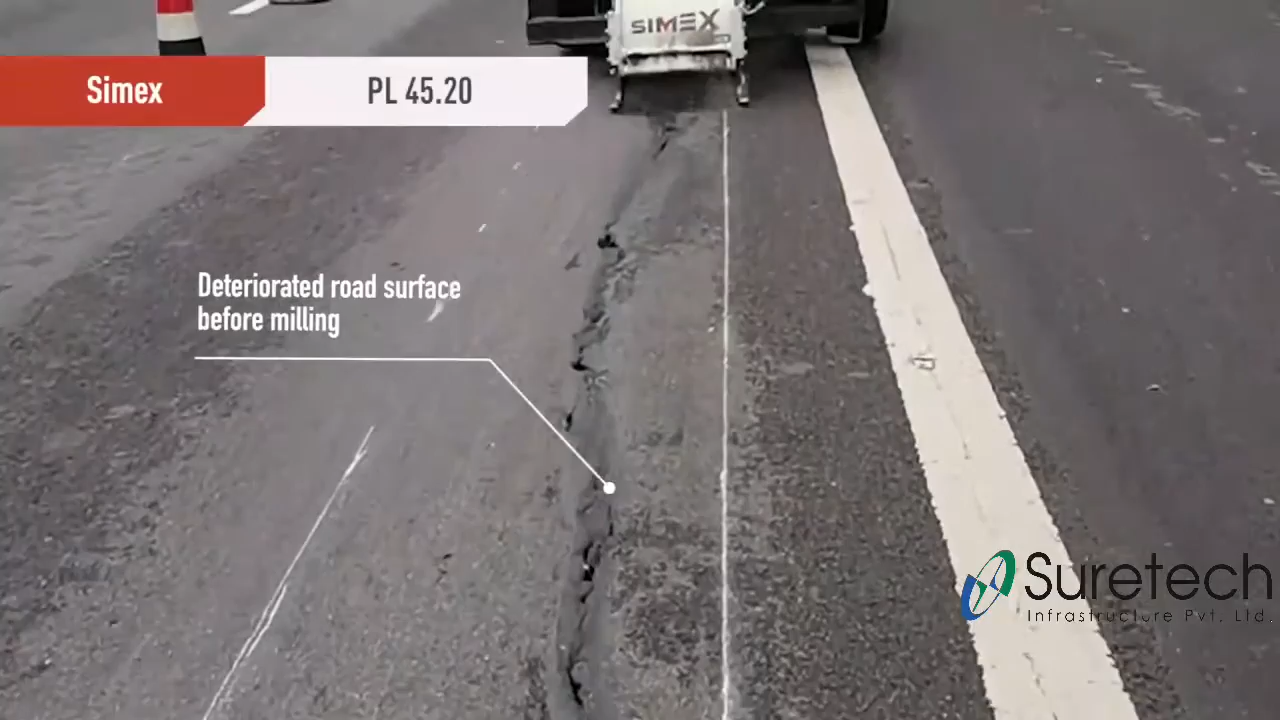 SIMEX
Simex
PL 45.20
Deteriorated road surface
before milling
Suretech
Infrastructure Pvt. Ltd.